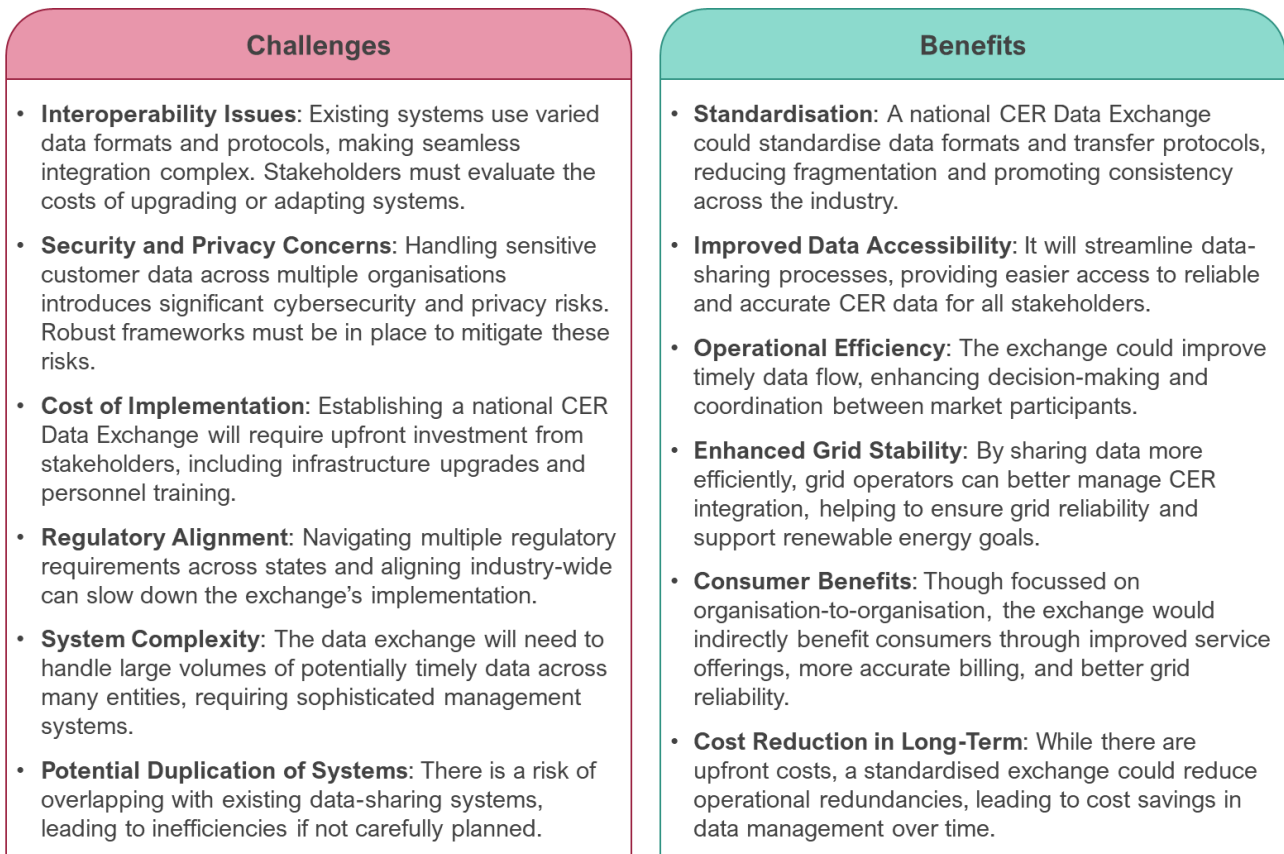 Challenges
• Interoperability Issues: Existing systems use varied
data formats and protocols, making seamless
integration complex. Stakeholders must evaluate the
costs of upgrading or adapting systems.
• Security and Privacy Concerns: Handling sensitive
customer data across multiple organisations
introduces significant cybersecurity and privacy risks.
Robust frameworks must be in place to mitigate these
risks.
• Cost of Implementation: Establishing a national CER
Data Exchange will require upfront investment from
stakeholders, including infrastructure upgrades and
personnel training.
• Regulatory Alignment: Navigating multiple regulatory
requirements across states and aligning industry-wide
can slow down the exchange's implementation.
• System Complexity: The data exchange will need to
handle large volumes of potentially timely data across
many entities, requiring sophisticated management
systems.
• Potential Duplication of Systems: There is a risk of
overlapping with existing data-sharing systems,
leading to inefficiencies if not carefully planned.
Benefits
• Standardisation: A national CER Data Exchange
could standardise data formats and transfer protocols,
reducing fragmentation and promoting consistency
across the industry.
• Improved Data Accessibility: It will streamline data-
sharing processes, providing easier access to reliable
and accurate CER data for all stakeholders.
• Operational Efficiency: The exchange could improve
timely data flow, enhancing decision-making and
coordination between market participants.
• Enhanced Grid Stability: By sharing data more
efficiently, grid operators can better manage CER
integration, helping to ensure grid reliability and
support renewable energy goals.
• Consumer Benefits: Though focussed on
organisation-to-organisation, the exchange would
indirectly benefit consumers through improved service
offerings, more accurate billing, and better grid
reliability.
• Cost Reduction in Long-Term: While there are
upfront costs, a standardised exchange could reduce
operational redundancies, leading to cost savings in
data management over time.